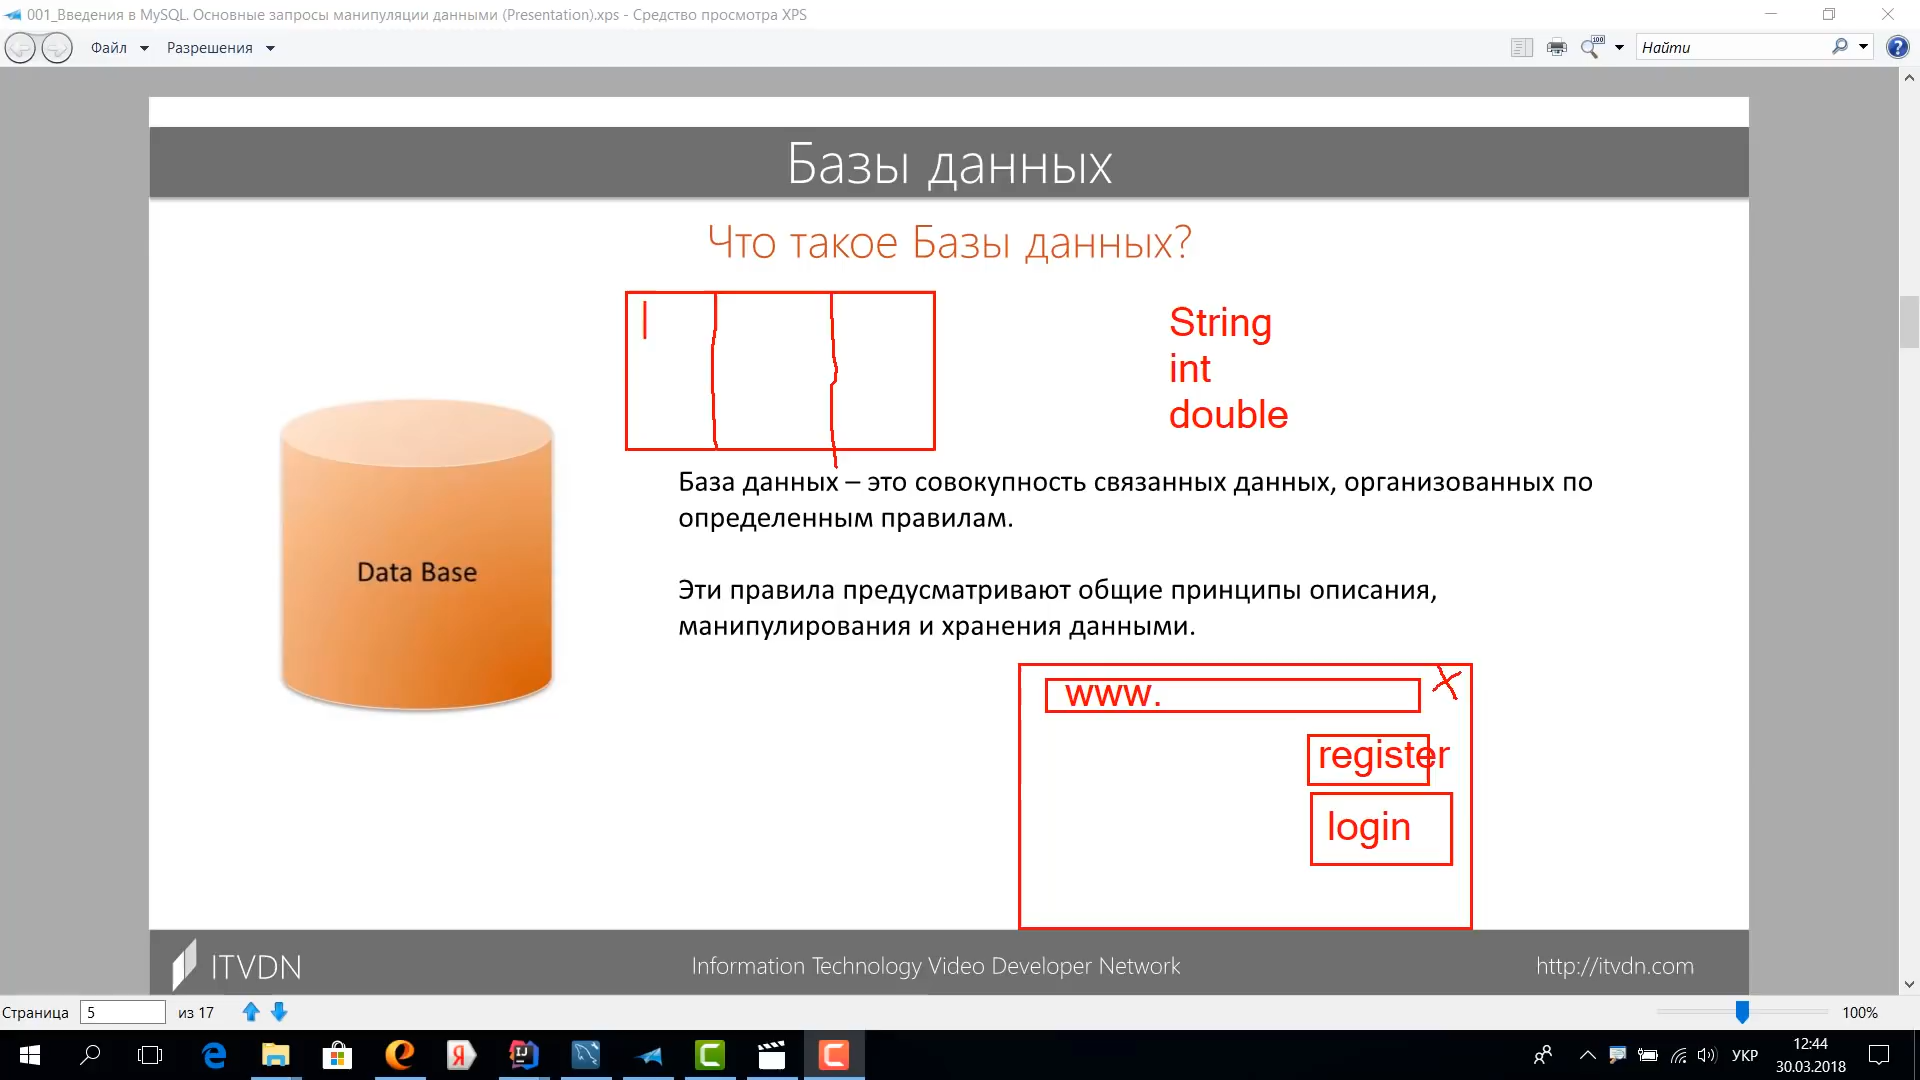 001_Введения в MySQL. Основные запросы манипуляции данными (Presentation).xps - Средство просмотра XPS
Файл Разрешения
100
Найти
?
Базы данных
Что такое Базы данных?
String
int
double
База данных – это совокупность связанных данных, организованных по
определенным правилам.
Data Base
Эти правила предусматривают общие принципы описания,
манипулирования и хранения данными.
www.
register
login
ITVDN
Information Technology Video Developer Network
http://itvdn.com
Страница 5 из 17
100%
УКР
12:44
30.03.2018